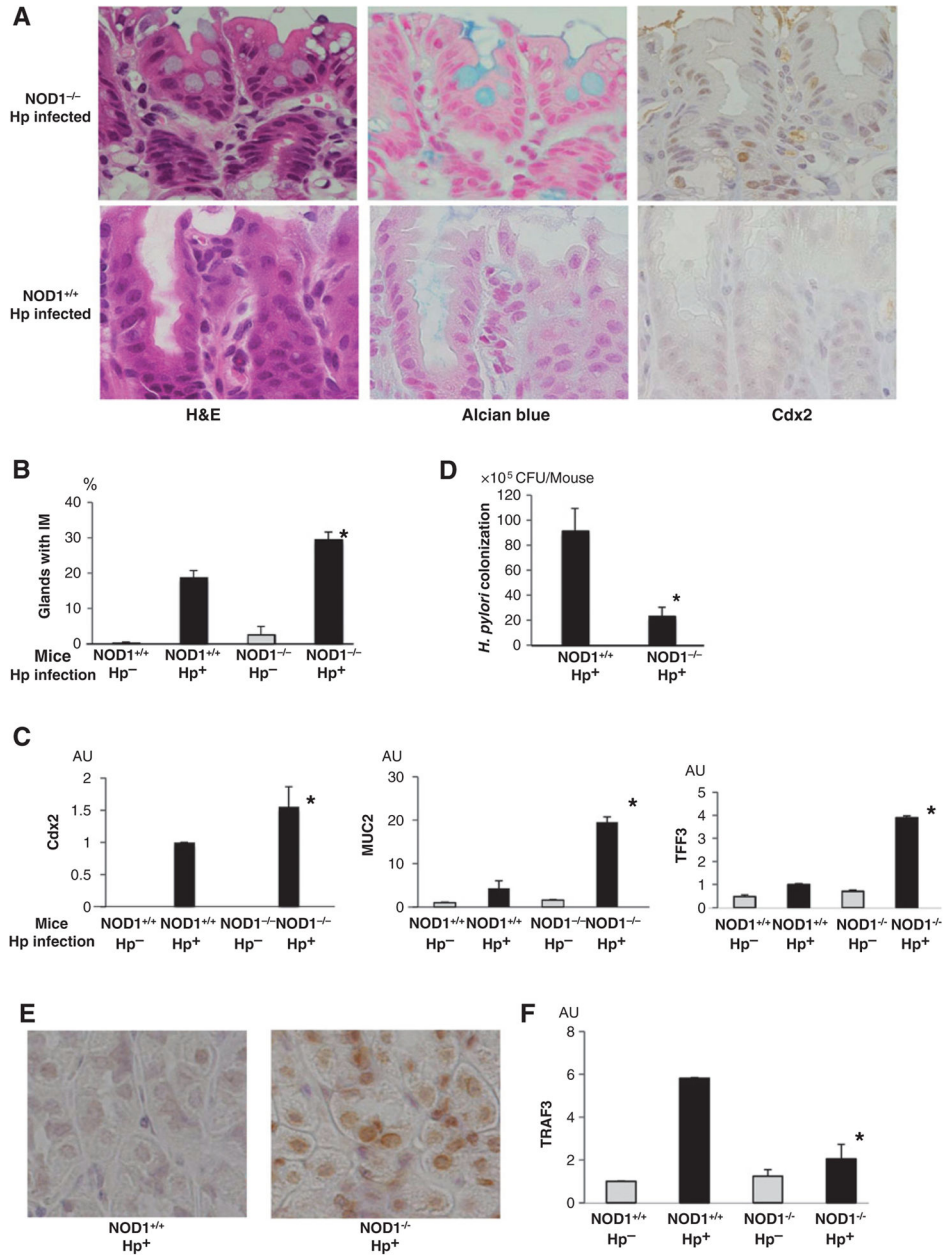 A
NOD1⁻/⁻
Hp infected
NOD1⁺/⁺
Hp infected
H&E Alcian blue Cdx2
B
%
Glands with IM
40
30
20
10
0
Mice NOD1⁺/⁺ NOD1⁺/⁺ NOD1⁻/⁻ NOD1⁻/⁻
Hp infection Hp⁻ Hp⁺ Hp⁻ Hp⁺
*
D
×10⁵ CFU/Mouse
H. pylori colonization
120
100
80
60
40
20
0
*
NOD1⁺/⁺ NOD1⁻/⁻
Hp⁺ Hp⁺
C
AU
Cdx2
2
1.5
1
0.5
0
*
Mice NOD1⁺/⁺ NOD1⁺/⁺ NOD1⁻/⁻ NOD1⁻/⁻
Hp infection Hp⁻ Hp⁺ Hp⁻ Hp⁺
AU
MUC2
30
20
10
0
*
NOD1⁺/⁺ NOD1⁺/⁺ NOD1⁻/⁻ NOD1⁻/⁻
Hp⁻ Hp⁺ Hp⁻ Hp⁺
AU
TFF3
5
4
3
2
1
0
*
NOD1⁺/⁺ NOD1⁺/⁺ NOD1⁻/⁻ NOD1⁻/⁻
Hp⁻ Hp⁺ Hp⁻ Hp⁺
E
NOD1⁺/⁺ NOD1⁻/⁻
Hp⁺ Hp⁺
F
AU
TRAF3
8
6
4
2
0
*
NOD1⁺/⁺ NOD1⁺/⁺ NOD1⁻/⁻ NOD1⁻/⁻
Hp⁻ Hp⁺ Hp⁻ Hp⁺